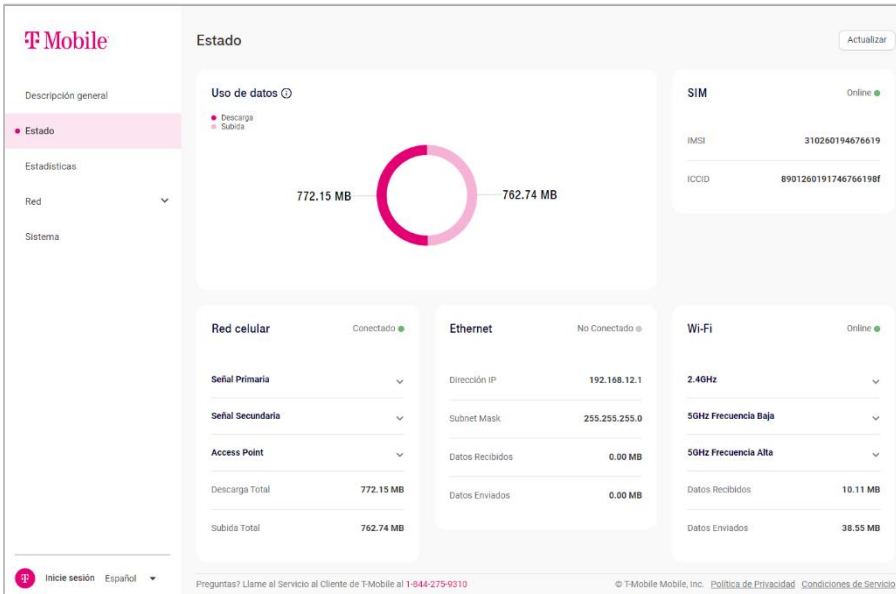 T Mobile
Descripción general
Estado
Estadísticas
Red
Sistema
Inicie sesión Español
Estado
Actualizar
Uso de datos
Descarga
Subida
772.15 MB
762.74 MB
SIM Online
IMSI 310260194676619
ICCID 8901260191746766198f
Red celular Conectado
Señal Primaria
Señal Secundaria
Access Point
Descarga Total 772.15 MB
Subida Total 762.74 MB
Ethernet No Conectado
Dirección IP 192.168.12.1
Subnet Mask 255.255.255.0
Datos Recibidos 0.00 MB
Datos Enviados 0.00 MB
Wi-Fi Online
2.4GHz
5GHz Frecuencia Baja
5GHz Frecuencia Alta
Datos Recibidos 10.11 MB
Datos Enviados 38.55 MB
Preguntas? Llame al Servicio al Cliente de T-Mobile al 1-844-275-9310
© T-Mobile Mobile, Inc. Política de Privacidad Condiciones de Servicio